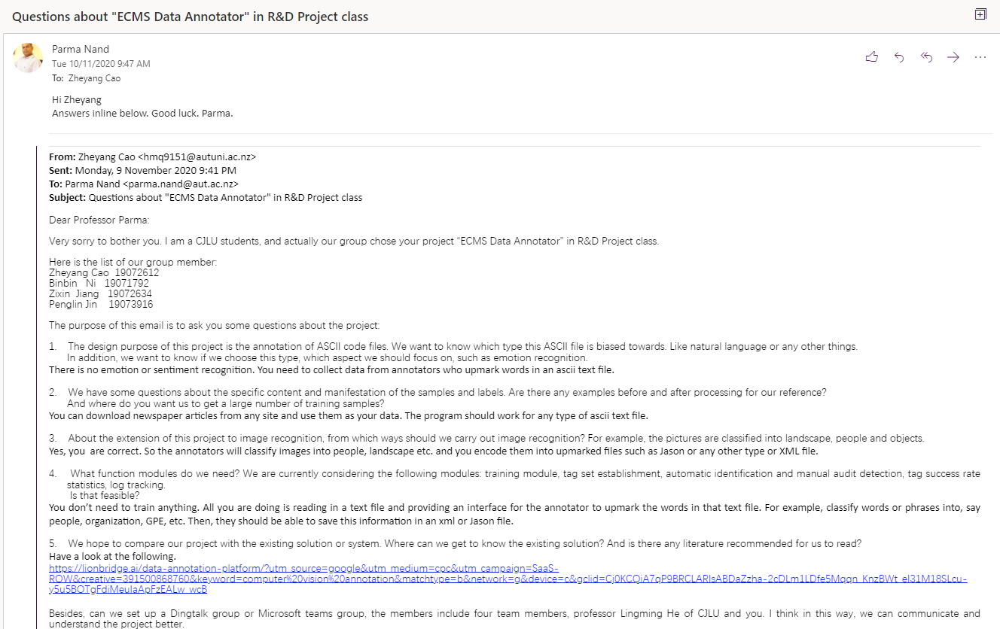 Questions about "ECMS Data Annotator" in R&D Project class
Parma Nand
Tue 10/11/2020 9:47 AM
To: Zheyang Cao
Hi Zheyang
Answers inline below. Good luck. Parma.
From: Zheyang Cao <hmq9151@autuni.ac.nz>
Sent: Monday, 9 November 2020 9:41 PM
To: Parma Nand <parma.nand@aut.ac.nz>
Subject: Questions about "ECMS Data Annotator" in R&D Project class
Dear Professor Parma:
Very sorry to bother you. I am a CJLU students, and actually our group chose your project “ECMS Data Annotator” in R&D Project class.
Here is the list of our group member:
Zheyang Cao 19072612
Binbin Ni 19071792
Zixin Jiang 19072634
Penglin Jin 19073916
The purpose of this email is to ask you some questions about the project:
1. The design purpose of this project is the annotation of ASCII code files. We want to know which type this ASCII file is biased towards. Like natural language or any other things.
In addition, we want to know if we choose this type, which aspect we should focus on, such as emotion recognition.
There is no emotion or sentiment recognition. You need to collect data from annotators who upmark words in an ascii text file.
2. We have some questions about the specific content and manifestation of the samples and labels. Are there any examples before and after processing for our reference?
And where do you want us to get a large number of training samples?
You can download newspaper articles from any site and use them as your data. The program should work for any type of ascii text file.
3. About the extension of this project to image recognition, from which ways should we carry out image recognition? For example, the pictures are classified into landscape, people and objects.
Yes, you are correct. So the annotators will classify images into people, landscape etc. and you encode them into upmarked files such as Jason or any other type or XML file.
4. What function modules do we need? We are currently considering the following modules: training module, tag set establishment, automatic identification and manual audit detection, tag success rate
statistics, log tracking.
Is that feasible?
You don’t need to train anything. All you are doing is reading in a text file and providing an interface for the annotator to upmark the words in that text file. For example, classify words or phrases into, say
people, organization, GPE, etc. Then, they should be able to save this information in an xml or Jason file.
5. We hope to compare our project with the existing solution or system. Where can we get to know the existing solution? And is there any literature recommended for us to read?
Have a look at the following.
https://lionbridge.ai/data-annotation-platform/?utm_source=google&utm_medium=cpc&utm_campaign=SaaS-
ROW&creative=391500868760&keyword=computer%20vision%20annotation&matchtype=b&network=g&device=c&gclid=Cj0KCQiA7qP9BRCLARIsABDaZzha-2cDLm1LDfe5Mqqn_KnzBWt_eI31M18SLcu-
y5u5BOTgFdiMeuIaApFzEALw_wcB
Besides, can we set up a Dingtalk group or Microsoft teams group, the members include four team members, professor Lingming He of CJLU and you. I think in this way, we can communicate and
understand the project better.